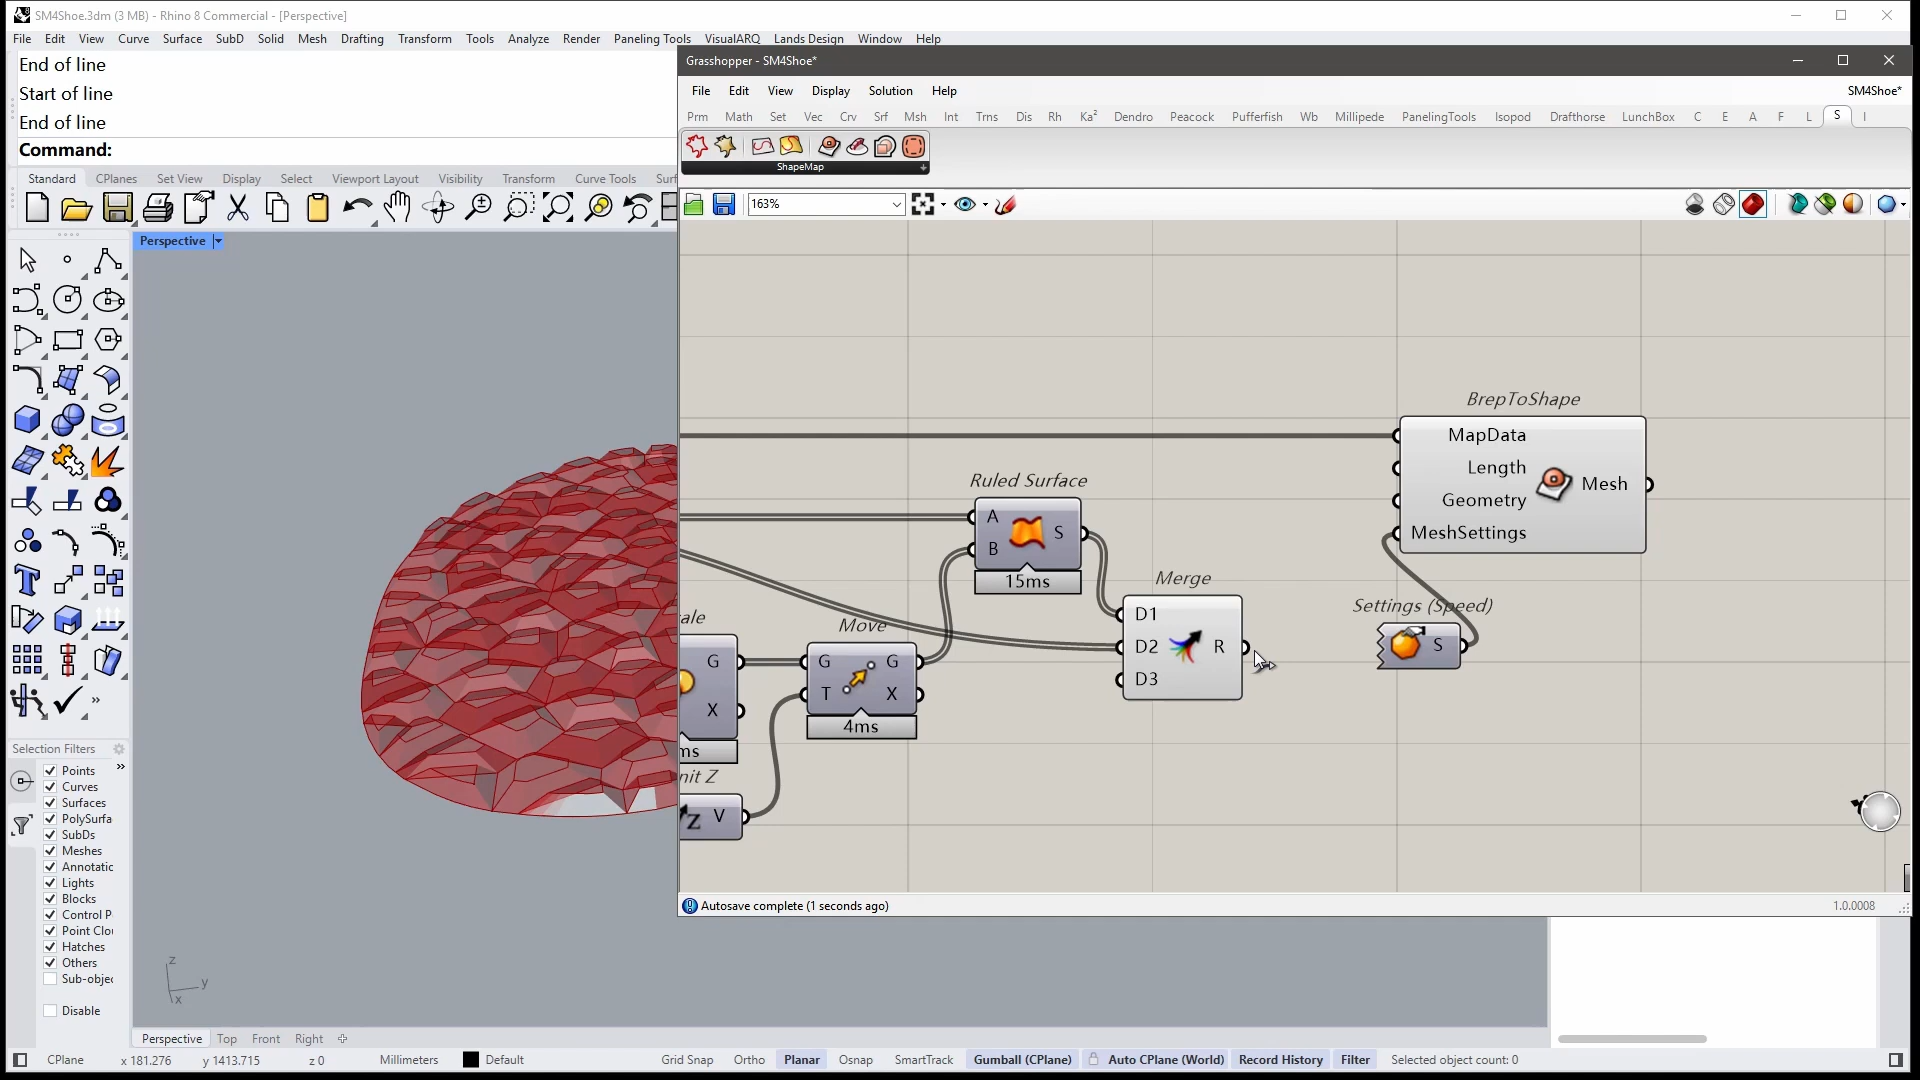 SM4Shoe.3dm (3 MB) - Rhino 8 Commercial - [Perspective]
File Edit View Curve Surface SubD Solid Mesh Drafting Transform Tools Analyze Render Paneling Tools VisualARQ Lands Design Window Help
End of line
Start of line
End of line
Command:
Standard CPlanes Set View Display Select Viewport Layout Visibility Transform Curve Tools Surf
Perspective
Grasshopper - SM4Shoe*
File Edit View Display Solution Help SM4Shoe*
Prm Math Set Vec Crv Srf Msh Int Trns Dis Rh Ka² Dendro Peacock Pufferfish Wb Millipede PanelingTools Isopod Drafthorse LunchBox C E A F L S I
ShapeMap
163%
BrepToShape
MapData
Length
Geometry
MeshSettings
Mesh
Ruled Surface
A
B
S
15ms
Merge
D1
D2
D3
R
Settings (Speed)
S
ale
G
X
ms
Move
G G
T X
4ms
nit Z
Z V
Autosave complete (1 seconds ago)
1.0.0008
Selection Filters
Points
Curves
Surfaces
PolySurfa
SubDs
Meshes
Annotatic
Lights
Blocks
Control P
Point Clou
Hatches
Others
Sub-objec
Disable
z
y
x
Perspective Top Front Right
CPlane x 181.276 y 1413.715 z 0 Millimeters Default Grid Snap Ortho Planar Osnap SmartTrack Gumball (CPlane) Auto CPlane (World) Record History Filter Selected object count: 0